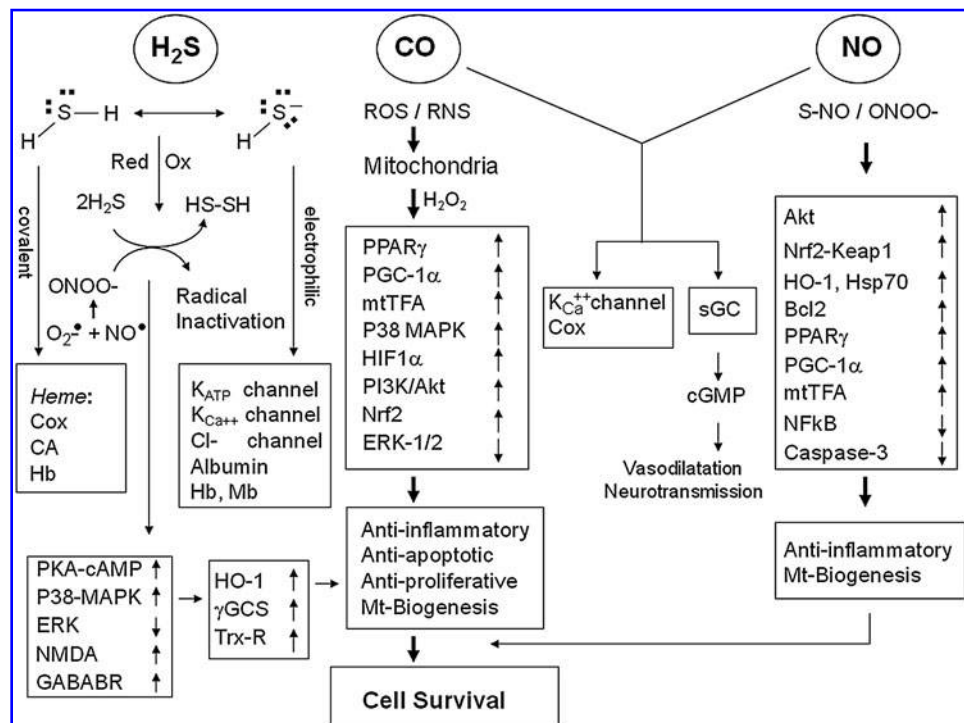 H₂S
CO
NO
S
H
H
S
–
H
ROS / RNS
S-NO / ONOO-
Red
Ox
Mitochondria
H₂O₂
2H₂S
HS-SH
covalent
electrophilic
ONOO-
Radical
Inactivation
O₂-• + NO•
Heme:
Cox
CA
Hb
K_ATP channel
K_Ca++ channel
Cl- channel
Albumin
Hb, Mb
PPARγ
PGC-1α
mtTFA
P38 MAPK
HIF1α
PI3K/Akt
Nrf2
ERK-1/2
K_Ca++ channel
Cox
sGC
cGMP
Vasodilatation
Neurotransmission
Akt
Nrf2-Keap1
HO-1, Hsp70
Bcl2
PPARγ
PGC-1α
mtTFA
NFkB
Caspase-3
PKA-cAMP
P38-MAPK
ERK
NMDA
GABABR
HO-1
γGCS
Trx-R
Anti-inflammatory
Anti-apoptotic
Anti-proliferative
Mt-Biogenesis
Anti-inflammatory
Mt-Biogenesis
Cell Survival